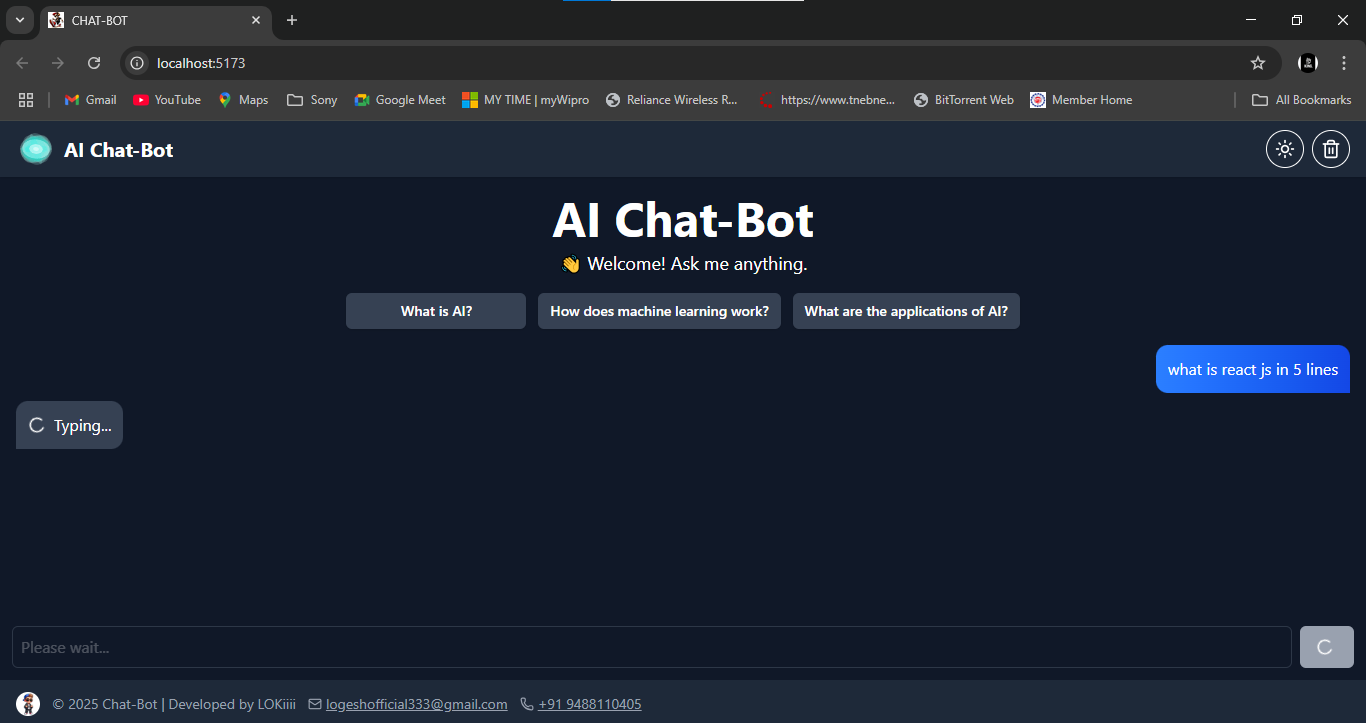 CHAT-BOT
localhost:5173
Gmail YouTube Maps Sony Google Meet MY TIME | myWipro Reliance Wireless R... https://www.tnebne... BitTorrent Web Member Home All Bookmarks
AI Chat-Bot
AI Chat-Bot
👋 Welcome! Ask me anything.
What is AI? How does machine learning work? What are the applications of AI?
what is react js in 5 lines
Typing...
Please wait...
© 2025 Chat-Bot | Developed by LOKiiii logeshofficial333@gmail.com +91 9488110405